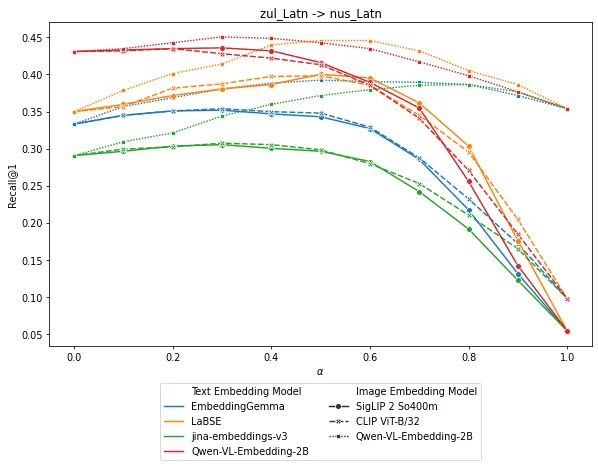 zul_Latn -> nus_Latn
Recall@1
0.45
0.40
0.35
0.30
0.25
0.20
0.15
0.10
0.05
0.0 0.2 0.4 0.6 0.8 1.0
α
Text Embedding Model
EmbeddingGemma
LaBSE
jina-embeddings-v3
Qwen-VL-Embedding-2B
Image Embedding Model
SigLIP 2 So400m
CLIP ViT-B/32
Qwen-VL-Embedding-2B